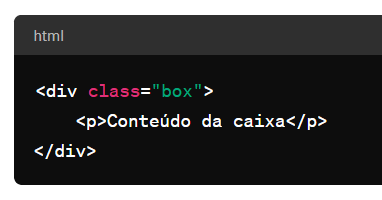 html
<div class="box">
    <p>Conteúdo da caixa</p>
</div>